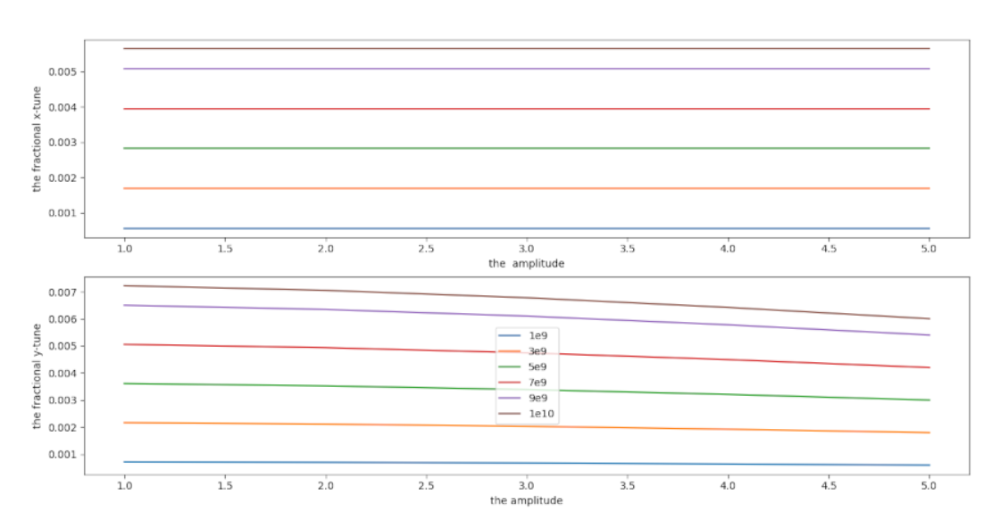 the fractional x-tune
0.005
0.004
0.003
0.002
0.001
1.0 1.5 2.0 2.5 3.0 3.5 4.0 4.5 5.0
the  amplitude
the fractional y-tune
0.007
0.006
0.005
0.004
0.003
0.002
0.001
1e9
3e9
5e9
7e9
9e9
1e10
1.0 1.5 2.0 2.5 3.0 3.5 4.0 4.5 5.0
the amplitude